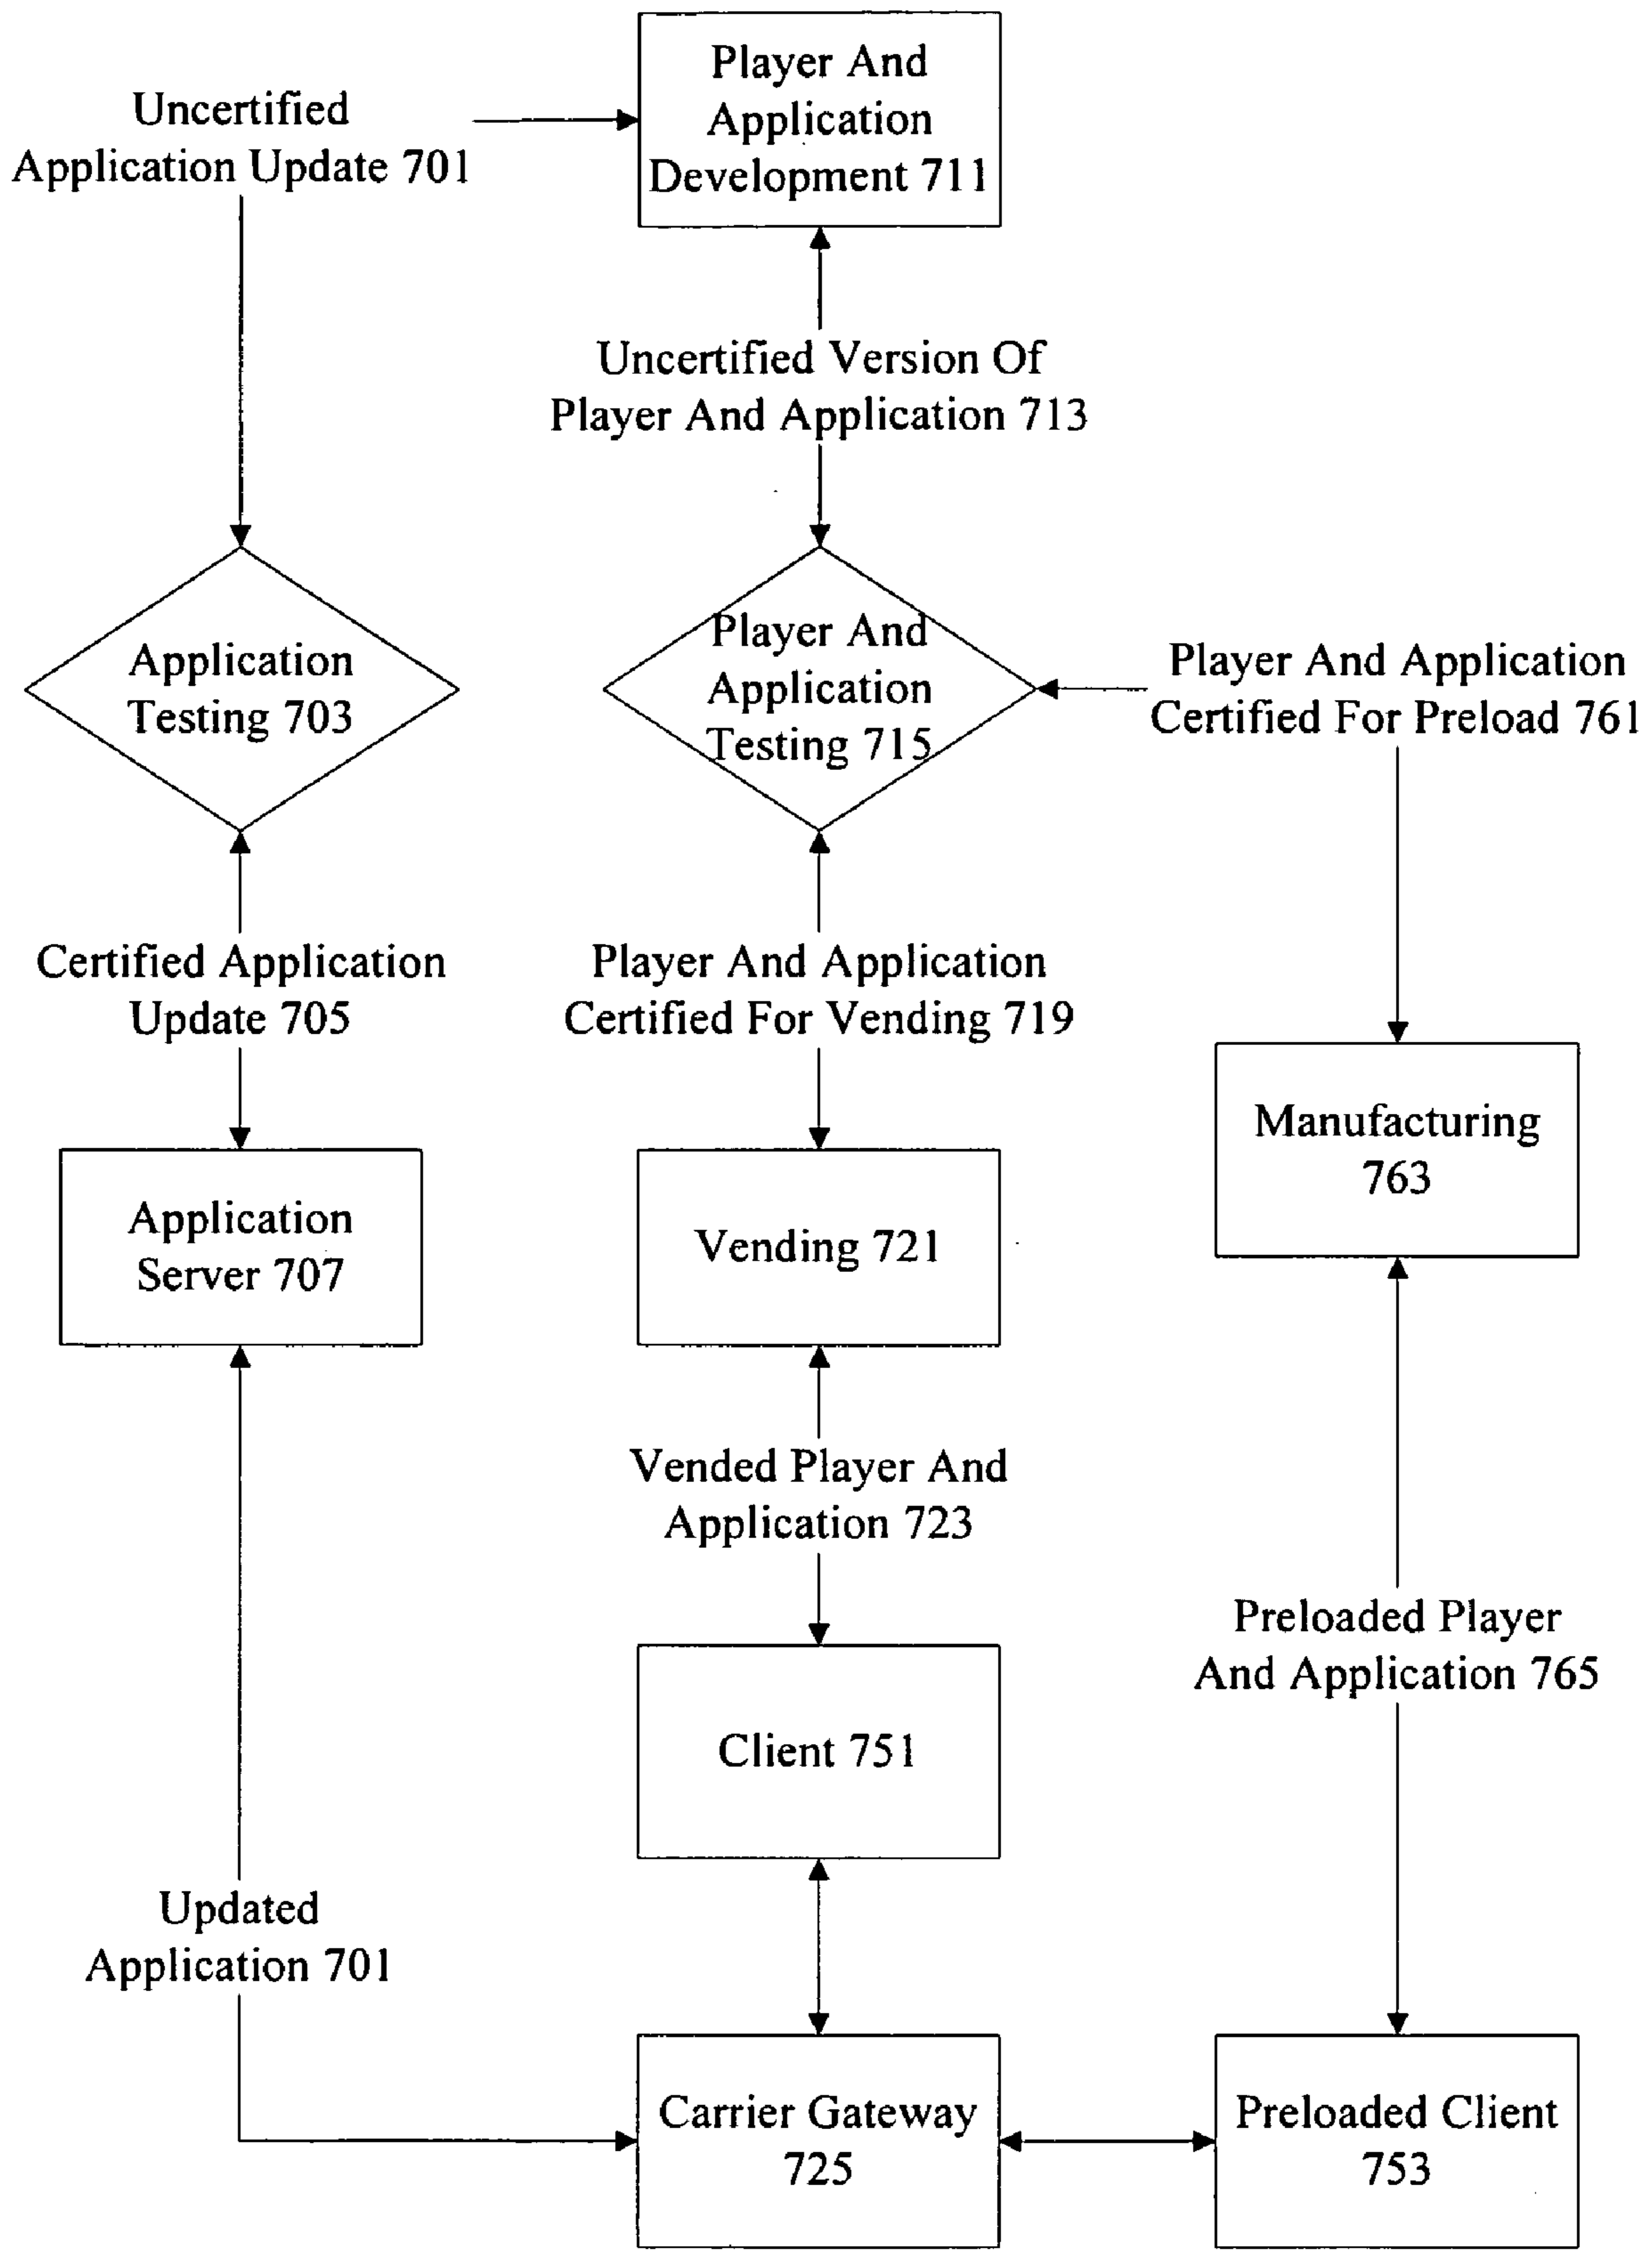 Player And
Application
Development 711
Uncertified
Application Update 701
Uncertified Version Of
Player And Application 713
Application
Testing 703
Player And
Application
Testing 715
Player And Application
Certified For Preload 761
Certified Application
Update 705
Player And Application
Certified For Vending 719
Manufacturing
763
Application
Server 707
Vending 721
Vended Player And
Application 723
Preloaded Player
And Application 765
Client 751
Updated
Application 701
Carrier Gateway
725
Preloaded Client
753